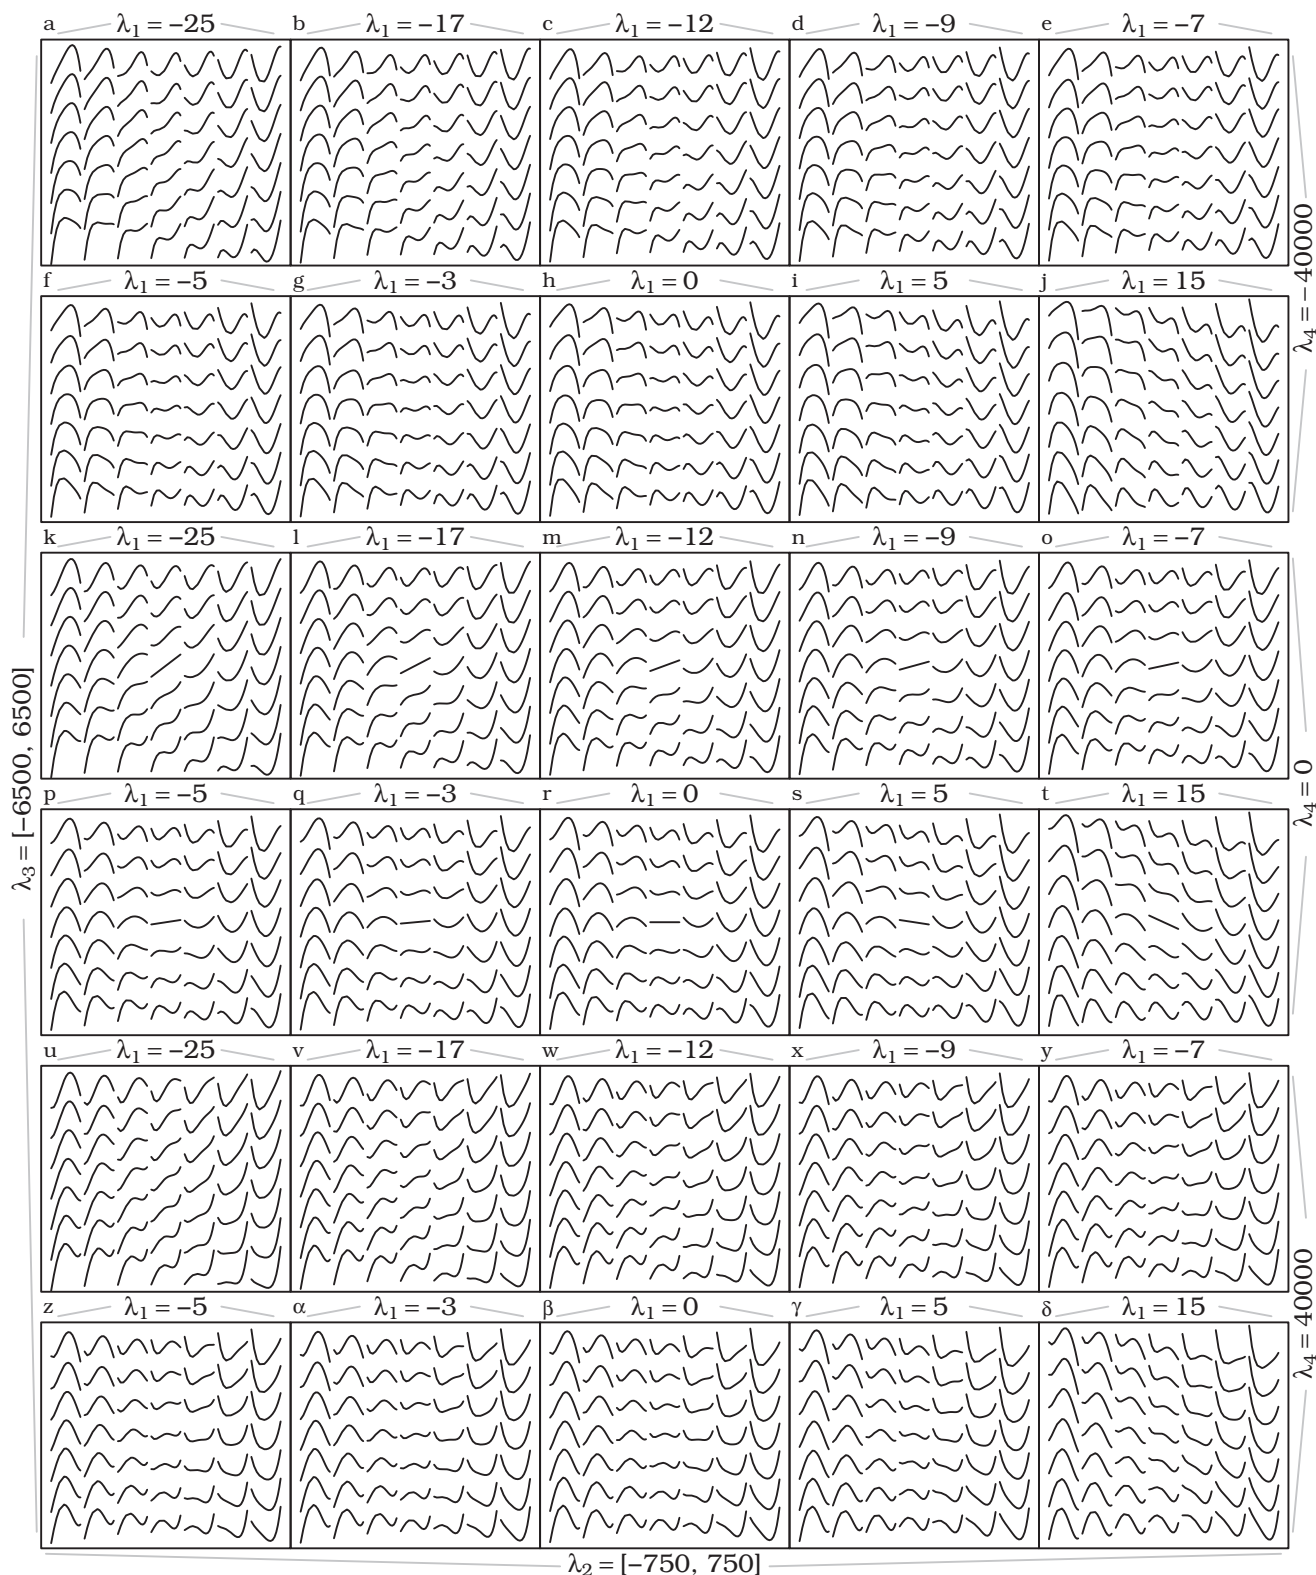 a λ1 = −25 b λ1 = −17 c λ1 = −12 d λ1 = −9 e λ1 = −7
f λ1 = −5 g λ1 = −3 h λ1 = 0 i λ1 = 5 j λ1 = 15
λ4 = − 40000
k λ1 = −25 l λ1 = −17 m λ1 = −12 n λ1 = −9 o λ1 = −7
p λ1 = −5 q λ1 = −3 r λ1 = 0 s λ1 = 5 t λ1 = 15
λ4 = 0
λ3 = [−6500, 6500]
u λ1 = −25 v λ1 = −17 w λ1 = −12 x λ1 = −9 y λ1 = −7
z λ1 = −5 α λ1 = −3 β λ1 = 0 γ λ1 = 5 δ λ1 = 15
λ4 = 40000
λ2 = [−750, 750]